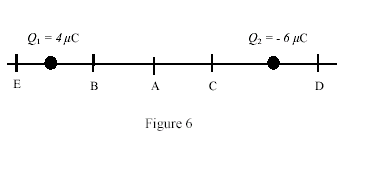 Q₁ = 4 μC Q₂ = - 6 μC
E B A C D
Figure 6